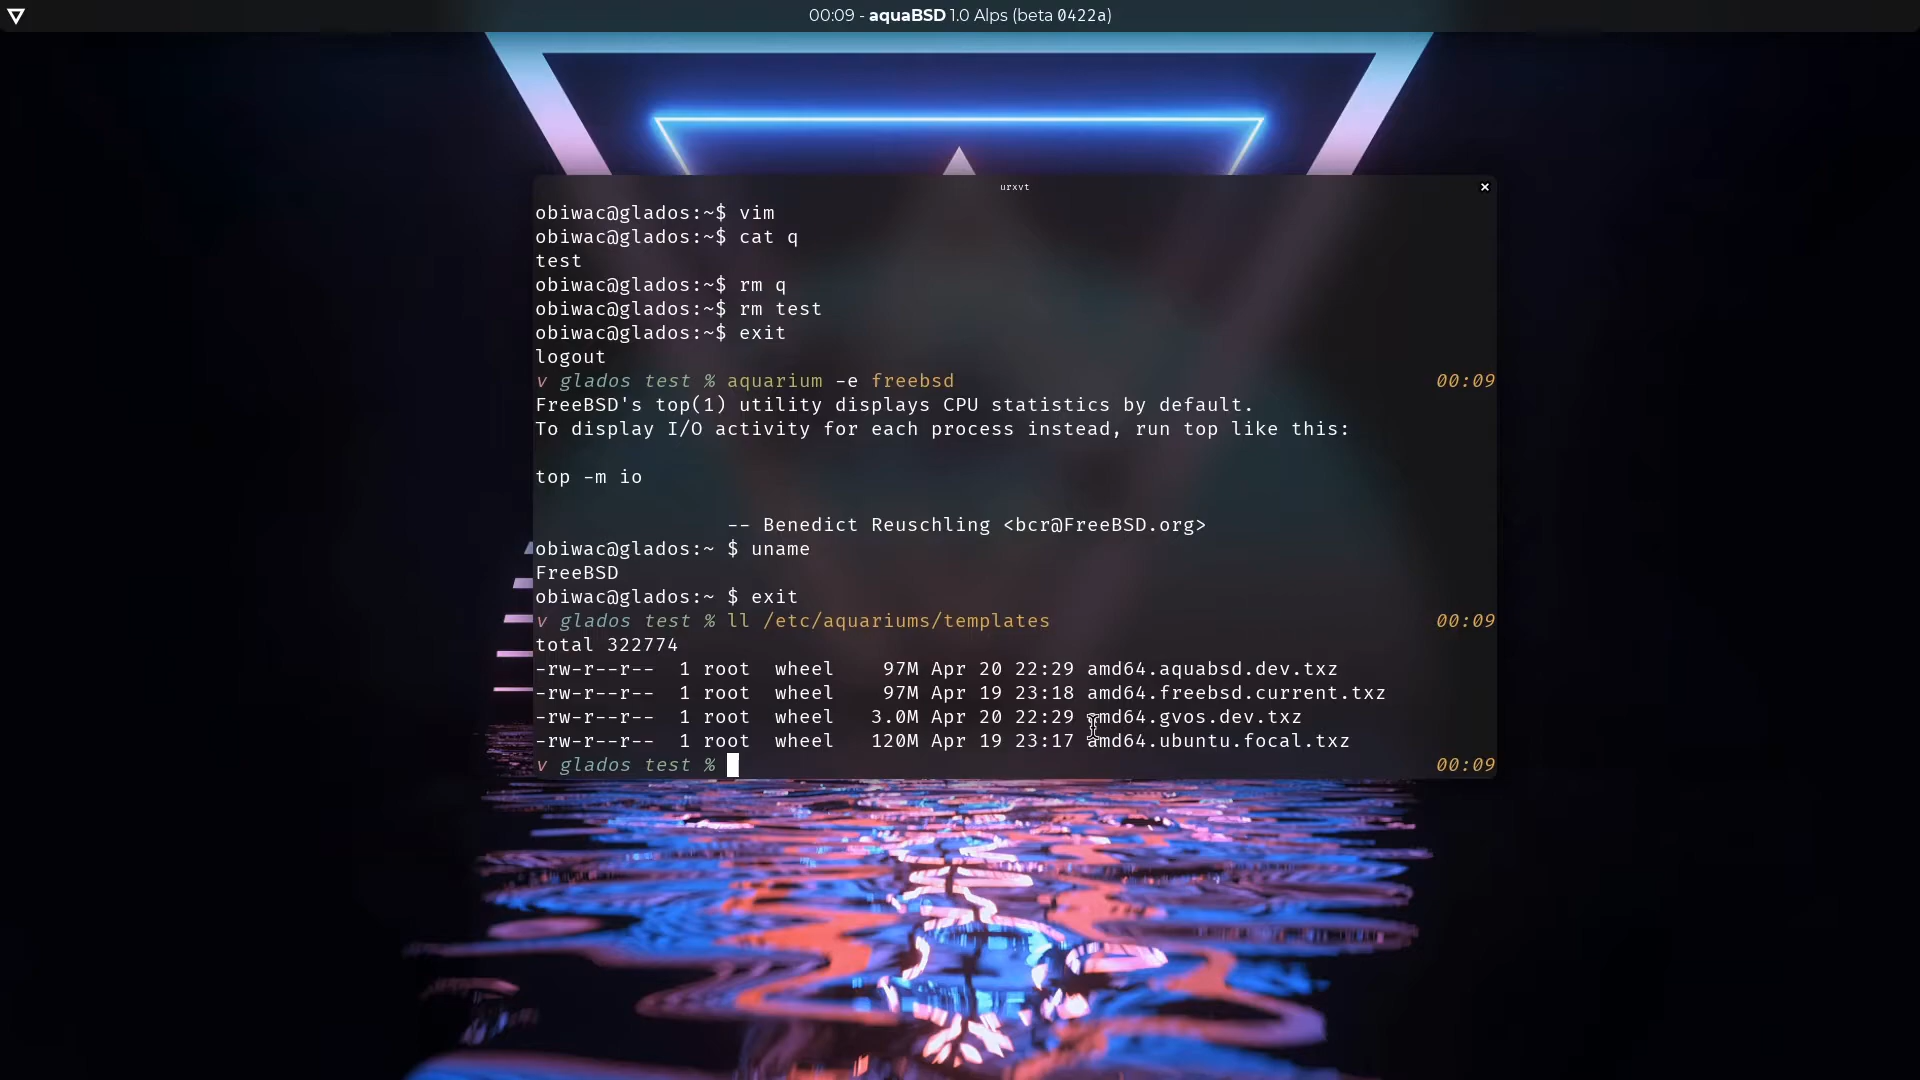 00:09 - aquaBSD 1.0 Alps (beta 0422a)
urxvt
obiwac@glados:~$ vim
obiwac@glados:~$ cat q
test
obiwac@glados:~$ rm q
obiwac@glados:~$ rm test
obiwac@glados:~$ exit
logout
v glados test % aquarium -e freebsd 00:09
FreeBSD's top(1) utility displays CPU statistics by default.
To display I/O activity for each process instead, run top like this:
top -m io
-- Benedict Reuschling <bcr@FreeBSD.org>
obiwac@glados:~ $ uname
FreeBSD
obiwac@glados:~ $ exit
v glados test % ll /etc/aquariums/templates 00:09
total 322774
-rw-r--r-- 1 root wheel 97M Apr 20 22:29 amd64.aquabsd.dev.txz
-rw-r--r-- 1 root wheel 97M Apr 19 23:18 amd64.freebsd.current.txz
-rw-r--r-- 1 root wheel 3.0M Apr 20 22:29 amd64.gvos.dev.txz
-rw-r--r-- 1 root wheel 120M Apr 19 23:17 amd64.ubuntu.focal.txz
v glados test % 00:09